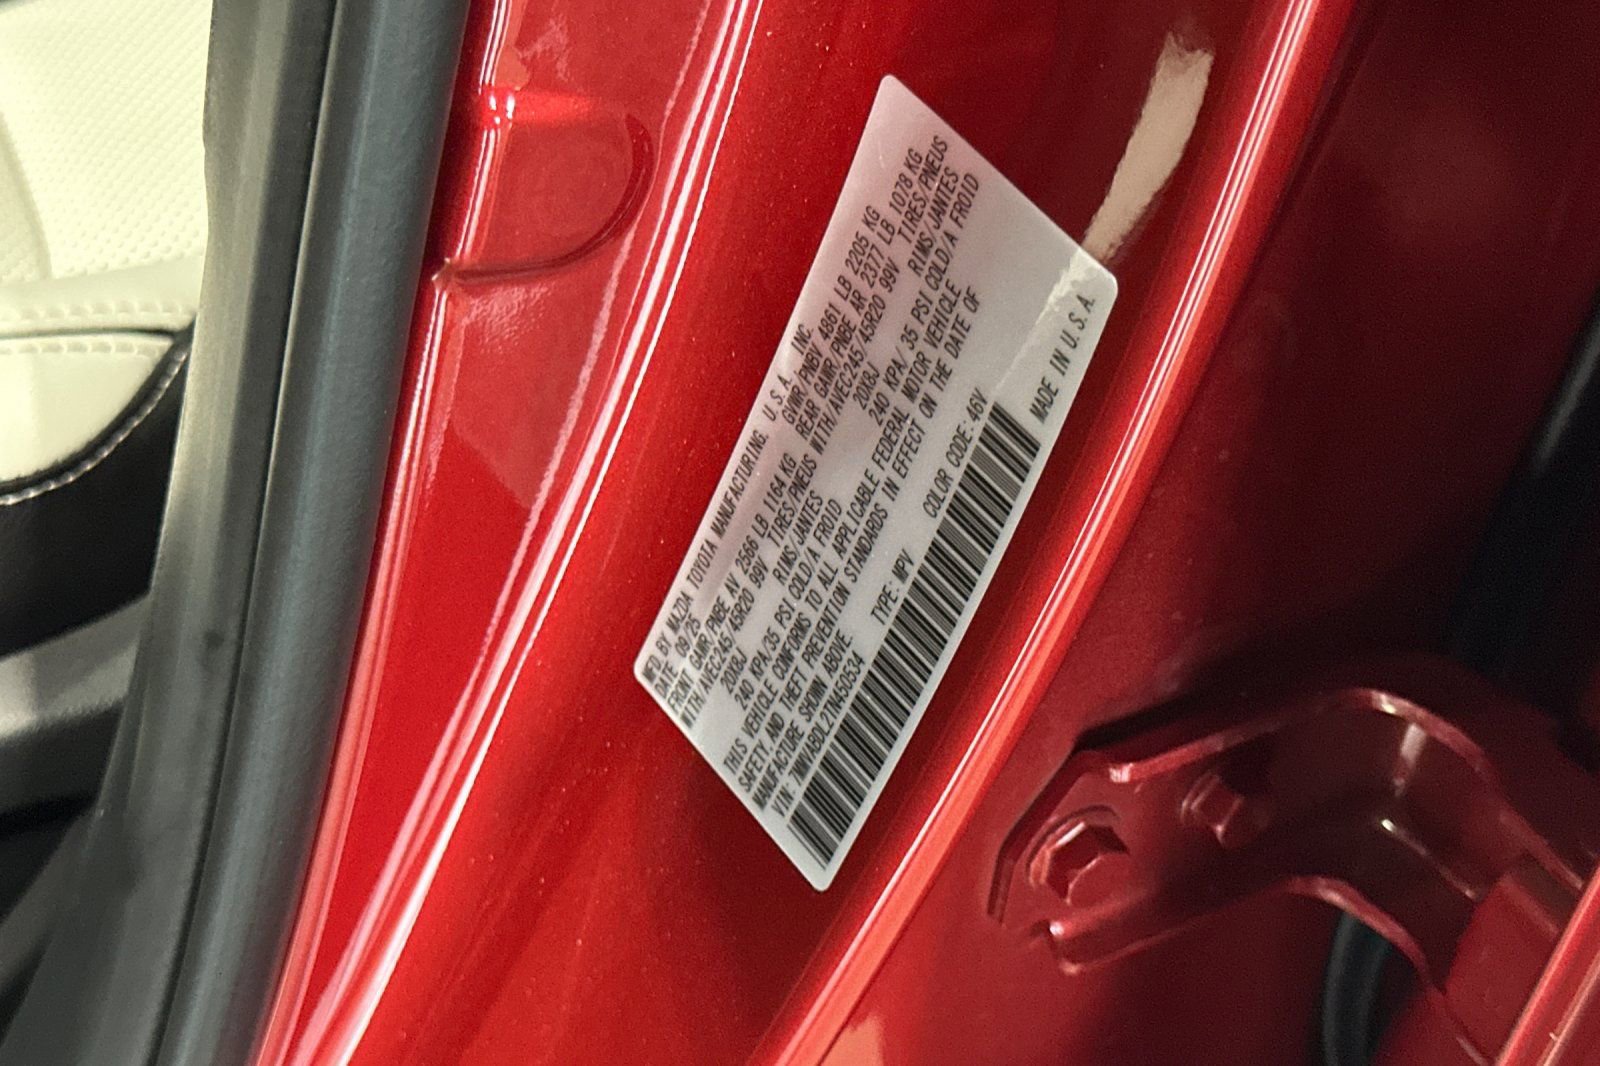 MFD BY MAZDA TOYOTA MANUFACTURING, U.S.A., INC.
DATE 09/25 GVWR/PNBV 4861 LB 2205 KG
FRONT GAWR/PNBE AV 2566 LB 1164 KG REAR GAWR/PNBE AR 2377 LB 1078 KG
WITH/AVEC245/45R20 99V TIRES/PNEUS WITH/AVEC245/45R20 99V TIRES/PNEUS
20X8J RIMS/JANTES 20X8J RIMS/JANTES
240 KPA/35 PSI COLD/A FROID 240 KPA/ 35 PSI COLD/A FROID
THIS VEHICLE CONFORMS TO ALL APPLICABLE FEDERAL MOTOR VEHICLE
SAFETY, AND THEFT PREVENTION STANDARDS IN EFFECT ON THE DATE OF
MANUFACTURE SHOWN ABOVE.
VIN: 7MMVABDL2TN450534 TYPE: MPV COLOR CODE: 46V
MADE IN U.S.A.